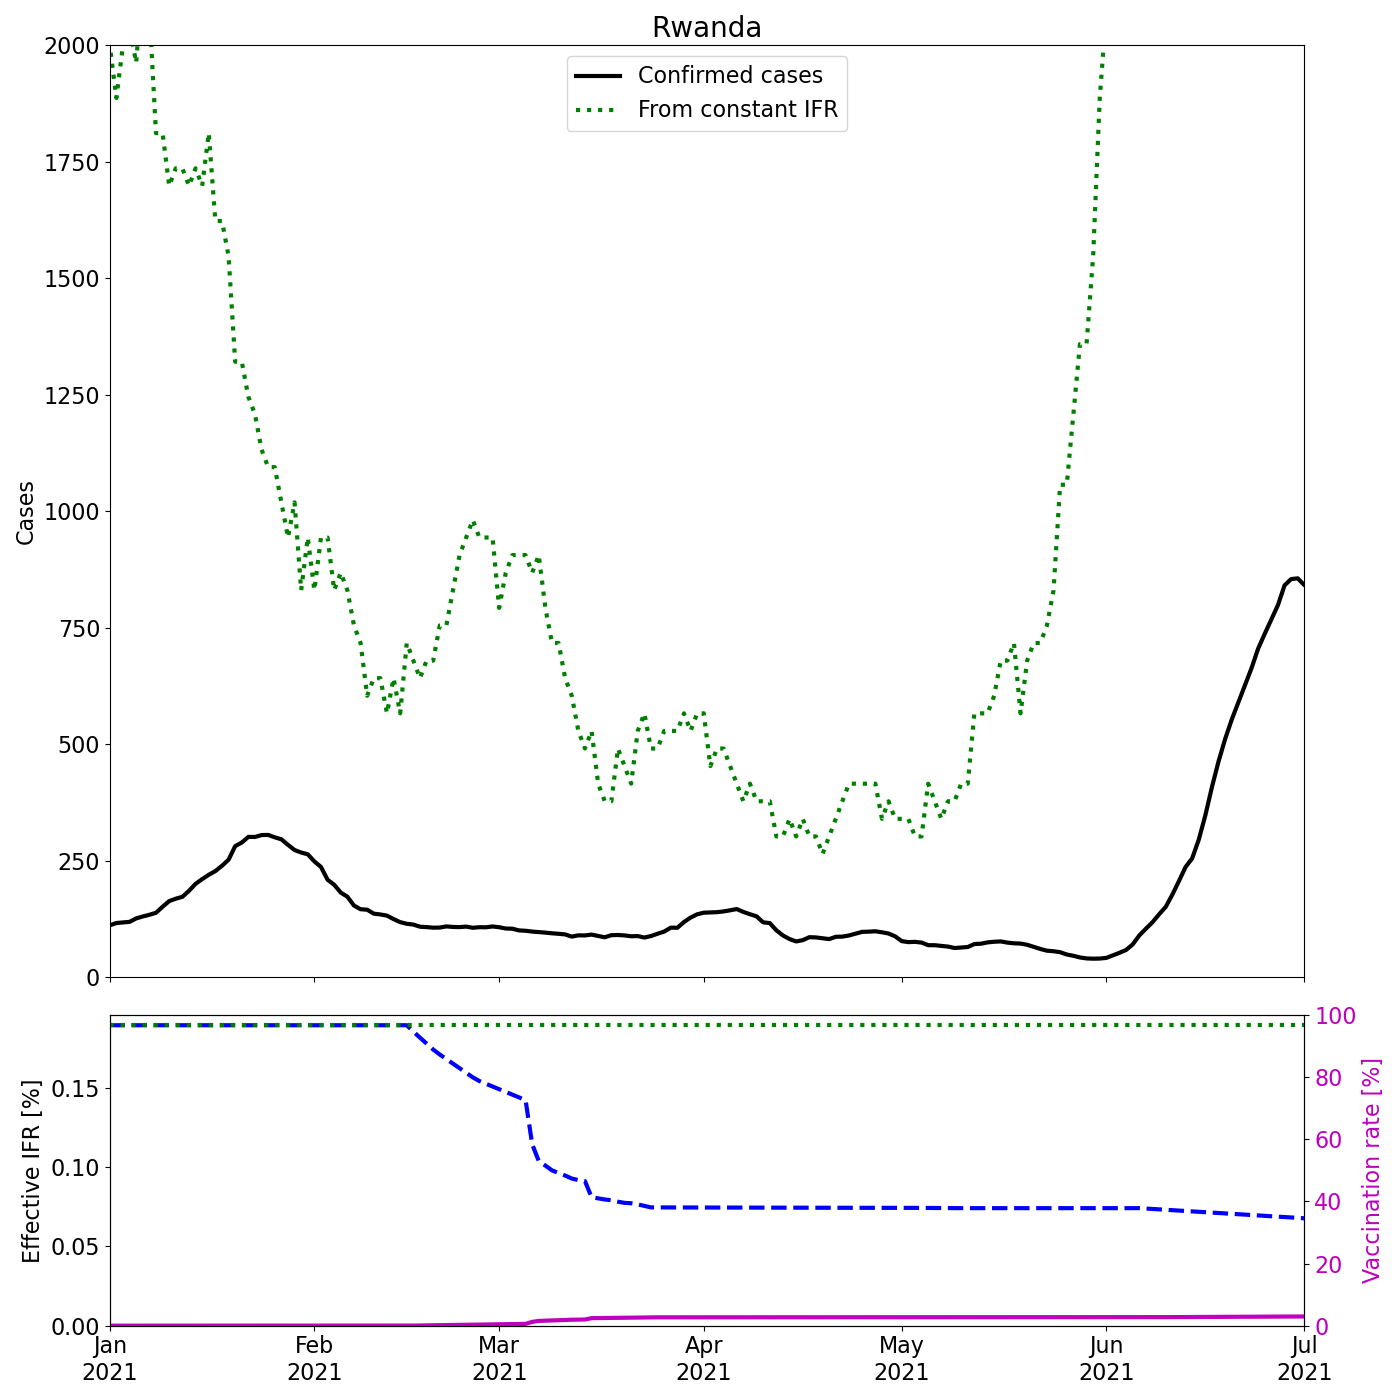 Rwanda
Confirmed cases
From constant IFR
Cases
2000
1750
1500
1250
1000
750
500
250
0
Effective IFR [%]
0.15
0.10
0.05
0.00
Vaccination rate [%]
100
80
60
40
20
0
Jan Feb Mar Apr May Jun Jul
2021 2021 2021 2021 2021 2021 2021